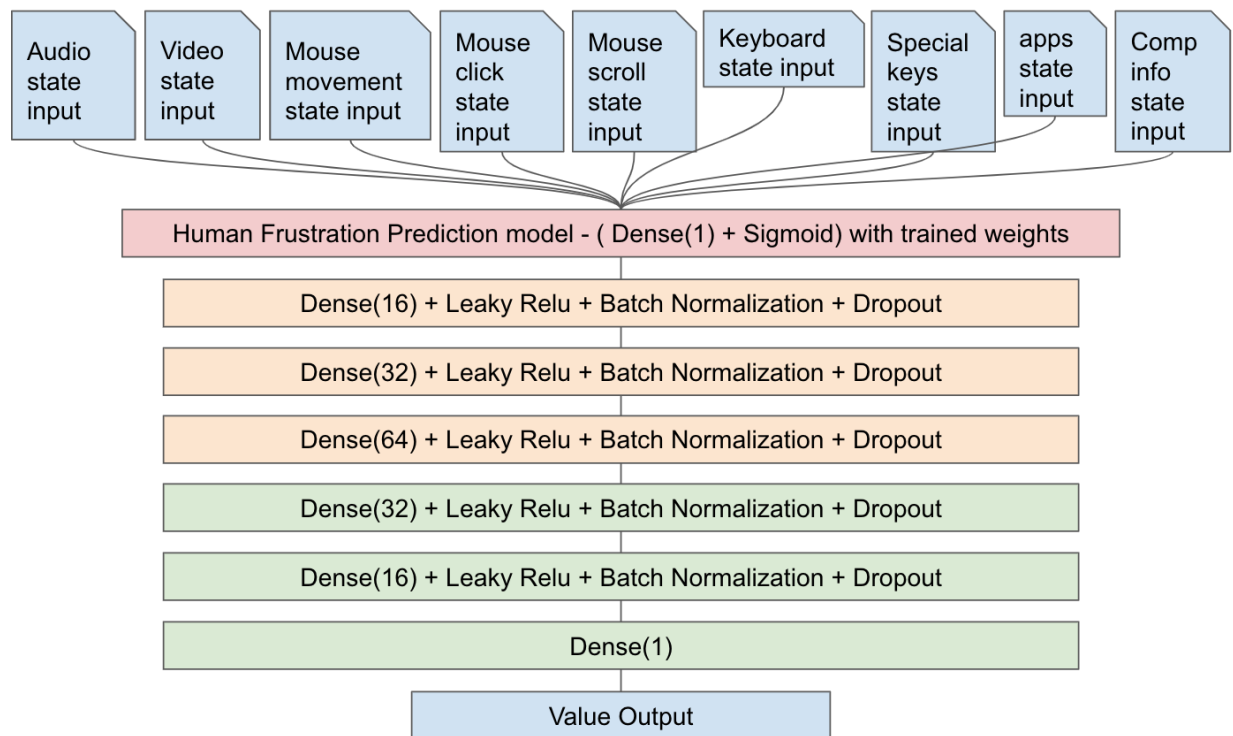 Audio
state
input
Video
state
input
Mouse
movement
state input
Mouse
click
state
input
Mouse
scroll
state
input
Keyboard
state input
Special
keys
state
input
apps
state
input
Comp
info
state
input
Human Frustration Prediction model - ( Dense(1) + Sigmoid) with trained weights
Dense(16) + Leaky Relu + Batch Normalization + Dropout
Dense(32) + Leaky Relu + Batch Normalization + Dropout
Dense(64) + Leaky Relu + Batch Normalization + Dropout
Dense(32) + Leaky Relu + Batch Normalization + Dropout
Dense(16) + Leaky Relu + Batch Normalization + Dropout
Dense(1)
Value Output